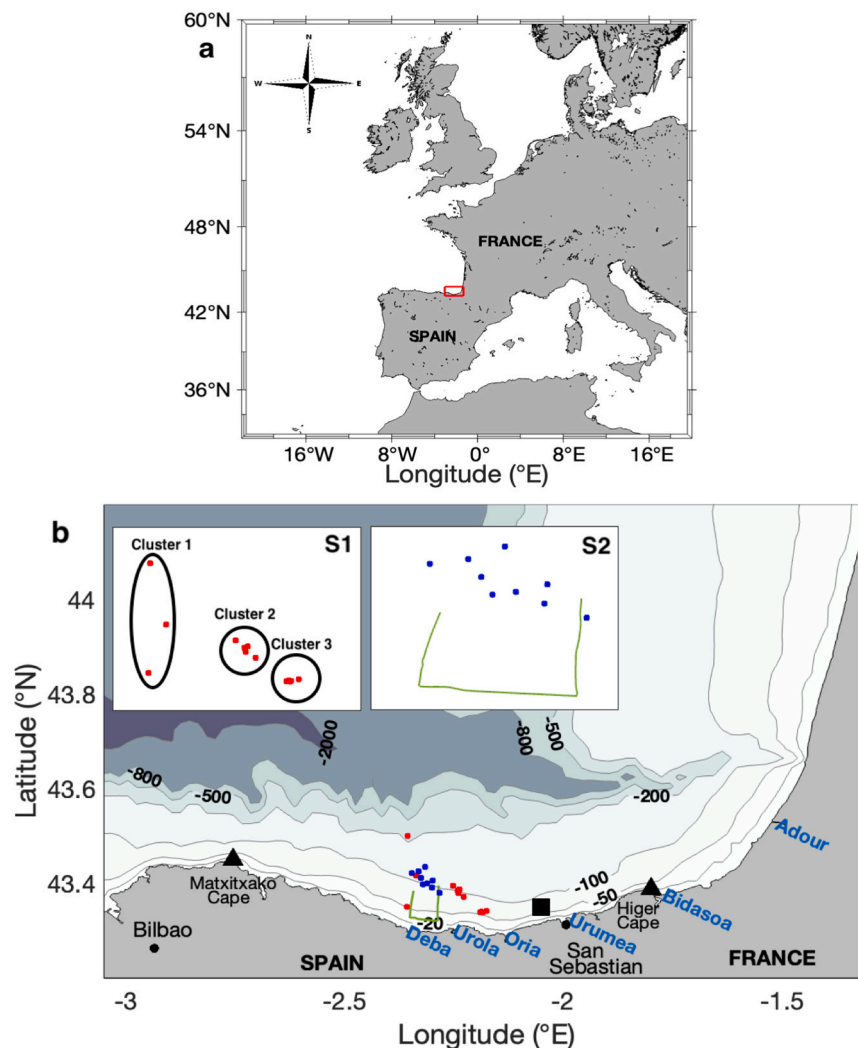 60°N
a
N
W
E
S
54°N
48°N
FRANCE
42°N
SPAIN
36°N
16°W
8°W
0°
8°E
16°E
Longitude (°E)
b
Cluster 1
S1
S2
Cluster 2
Cluster 3
44
43.8
43.6
43.4
Latitude (°N)
-2000
-800
-500
-800
-500
-200
Adour
-100
-50
-20
Matxitxako
Cape
Higer
Cape
Bidasoa
Bilbao
Deba
Urola
Oria
Urumea
San
Sebastian
SPAIN
FRANCE
-3
-2.5
-2
-1.5
Longitude (°E)